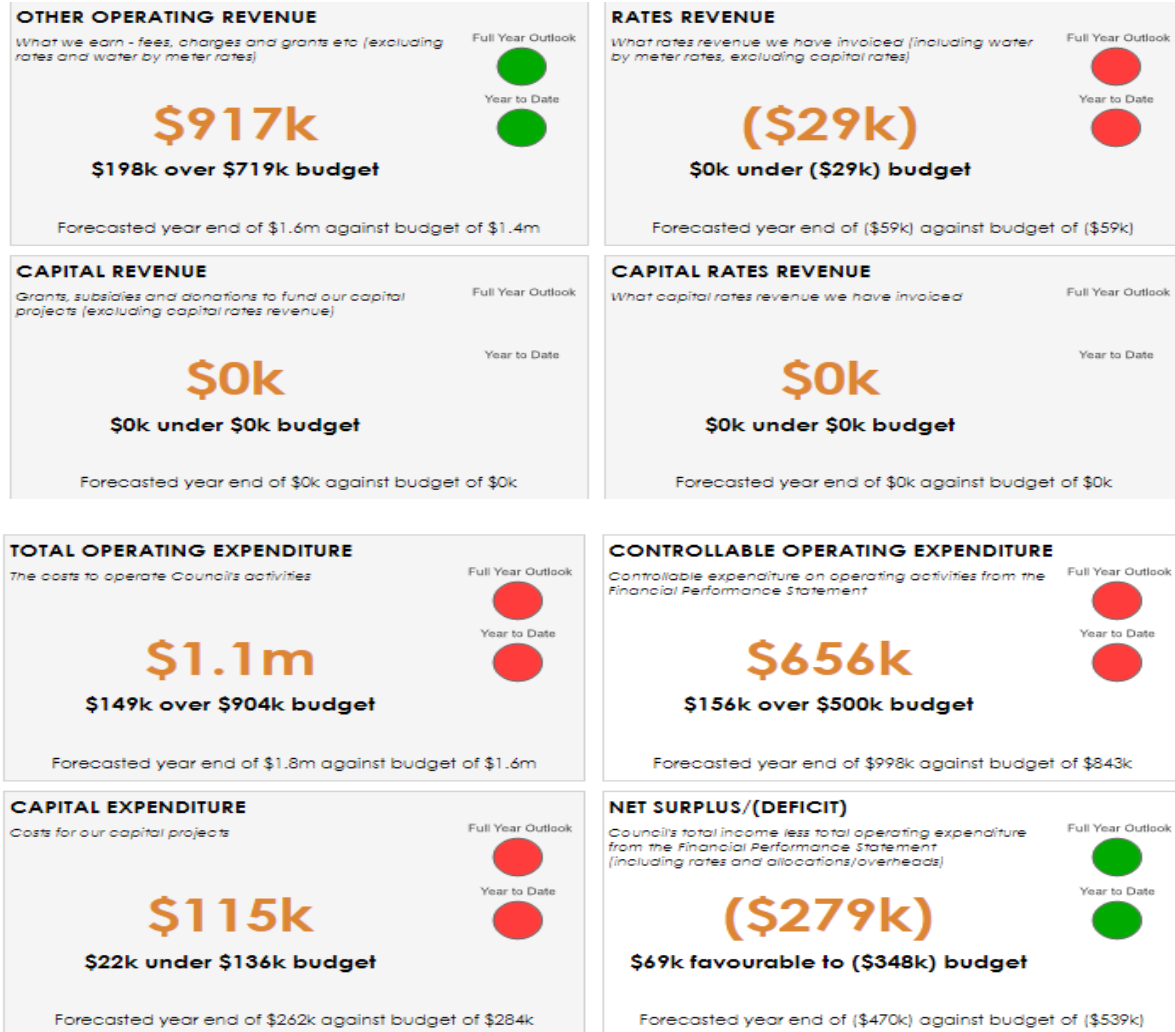 OTHER OPERATING REVENUE
What we earn - fees, charges and grants etc (excluding
rates and water by meter rates)
Full Year Outlook
Year to Date
$917k
$198k over $719k budget
Forecasted year end of $1.6m against budget of $1.4m
RATES REVENUE
What rates revenue we have invoiced (including water
by meter rates, excluding capital rates)
Full Year Outlook
Year to Date
($29k)
$0k under ($29k) budget
Forecasted year end of ($59k) against budget of ($59k)
CAPITAL REVENUE
Grants, subsidies and donations to fund our capital
projects (excluding capital rates revenue)
Full Year Outlook
Year to Date
$0k
$0k under $0k budget
Forecasted year end of $0k against budget of $0k
CAPITAL RATES REVENUE
What capital rates revenue we have invoiced
Full Year Outlook
Year to Date
$0k
$0k under $0k budget
Forecasted year end of $0k against budget of $0k
TOTAL OPERATING EXPENDITURE
The costs to operate Council's activities
Full Year Outlook
Year to Date
$1.1m
$149k over $904k budget
Forecasted year end of $1.8m against budget of $1.6m
CONTROLLABLE OPERATING EXPENDITURE
Controllable expenditure on operating activities from the
Financial Performance Statement
Full Year Outlook
Year to Date
$656k
$156k over $500k budget
Forecasted year end of $998k against budget of $843k
CAPITAL EXPENDITURE
Costs for our capital projects
Full Year Outlook
Year to Date
$115k
$22k under $136k budget
Forecasted year end of $262k against budget of $284k
NET SURPLUS/(DEFICIT)
Council's total income less total operating expenditure
from the Financial Performance Statement
(including rates and allocations/overheads)
Full Year Outlook
Year to Date
($279k)
$69k favourable to ($348k) budget
Forecasted year end of ($470k) against budget of ($539k)